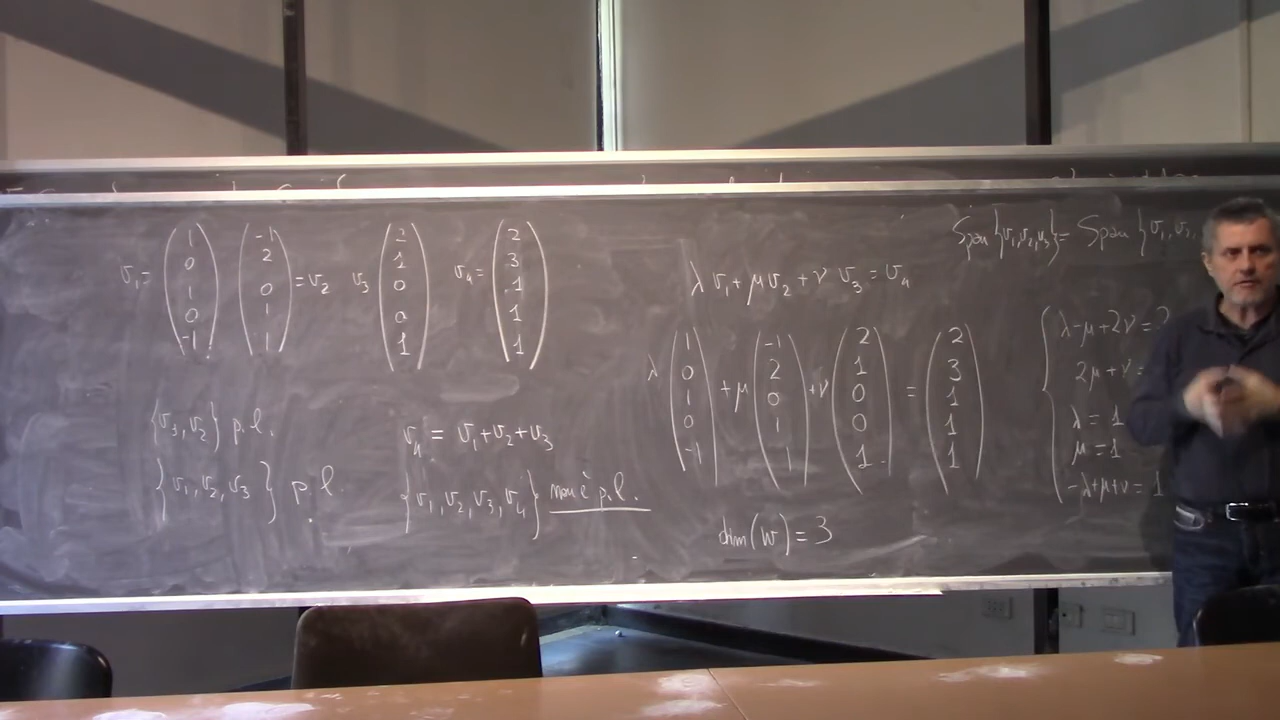 v₁= (1 0 1 0 -1) (-1 2 0 1 1) =v₂ v₃ (2 1 0 0 1) v₄= (2 3 1 1 1)
{v₃, v₂} p.l.
{v₁, v₂, v₃} p.l.
v₄ = v₁+v₂+v₃
{v₁, v₂, v₃, v₄} non è p.l.
Span{v₁,v₂,v₃}= Span{v₁, v₂,
λ v₁+μ v₂+ν v₃=v₄
λ (1 0 1 0 -1) +μ (-1 2 0 1 1) +ν (2 1 0 0 1) = (2 3 1 1 1)
dim(W)=3
λ-μ+2ν=2
2μ+ν=
λ=1
μ=1
-λ+μ+ν=1